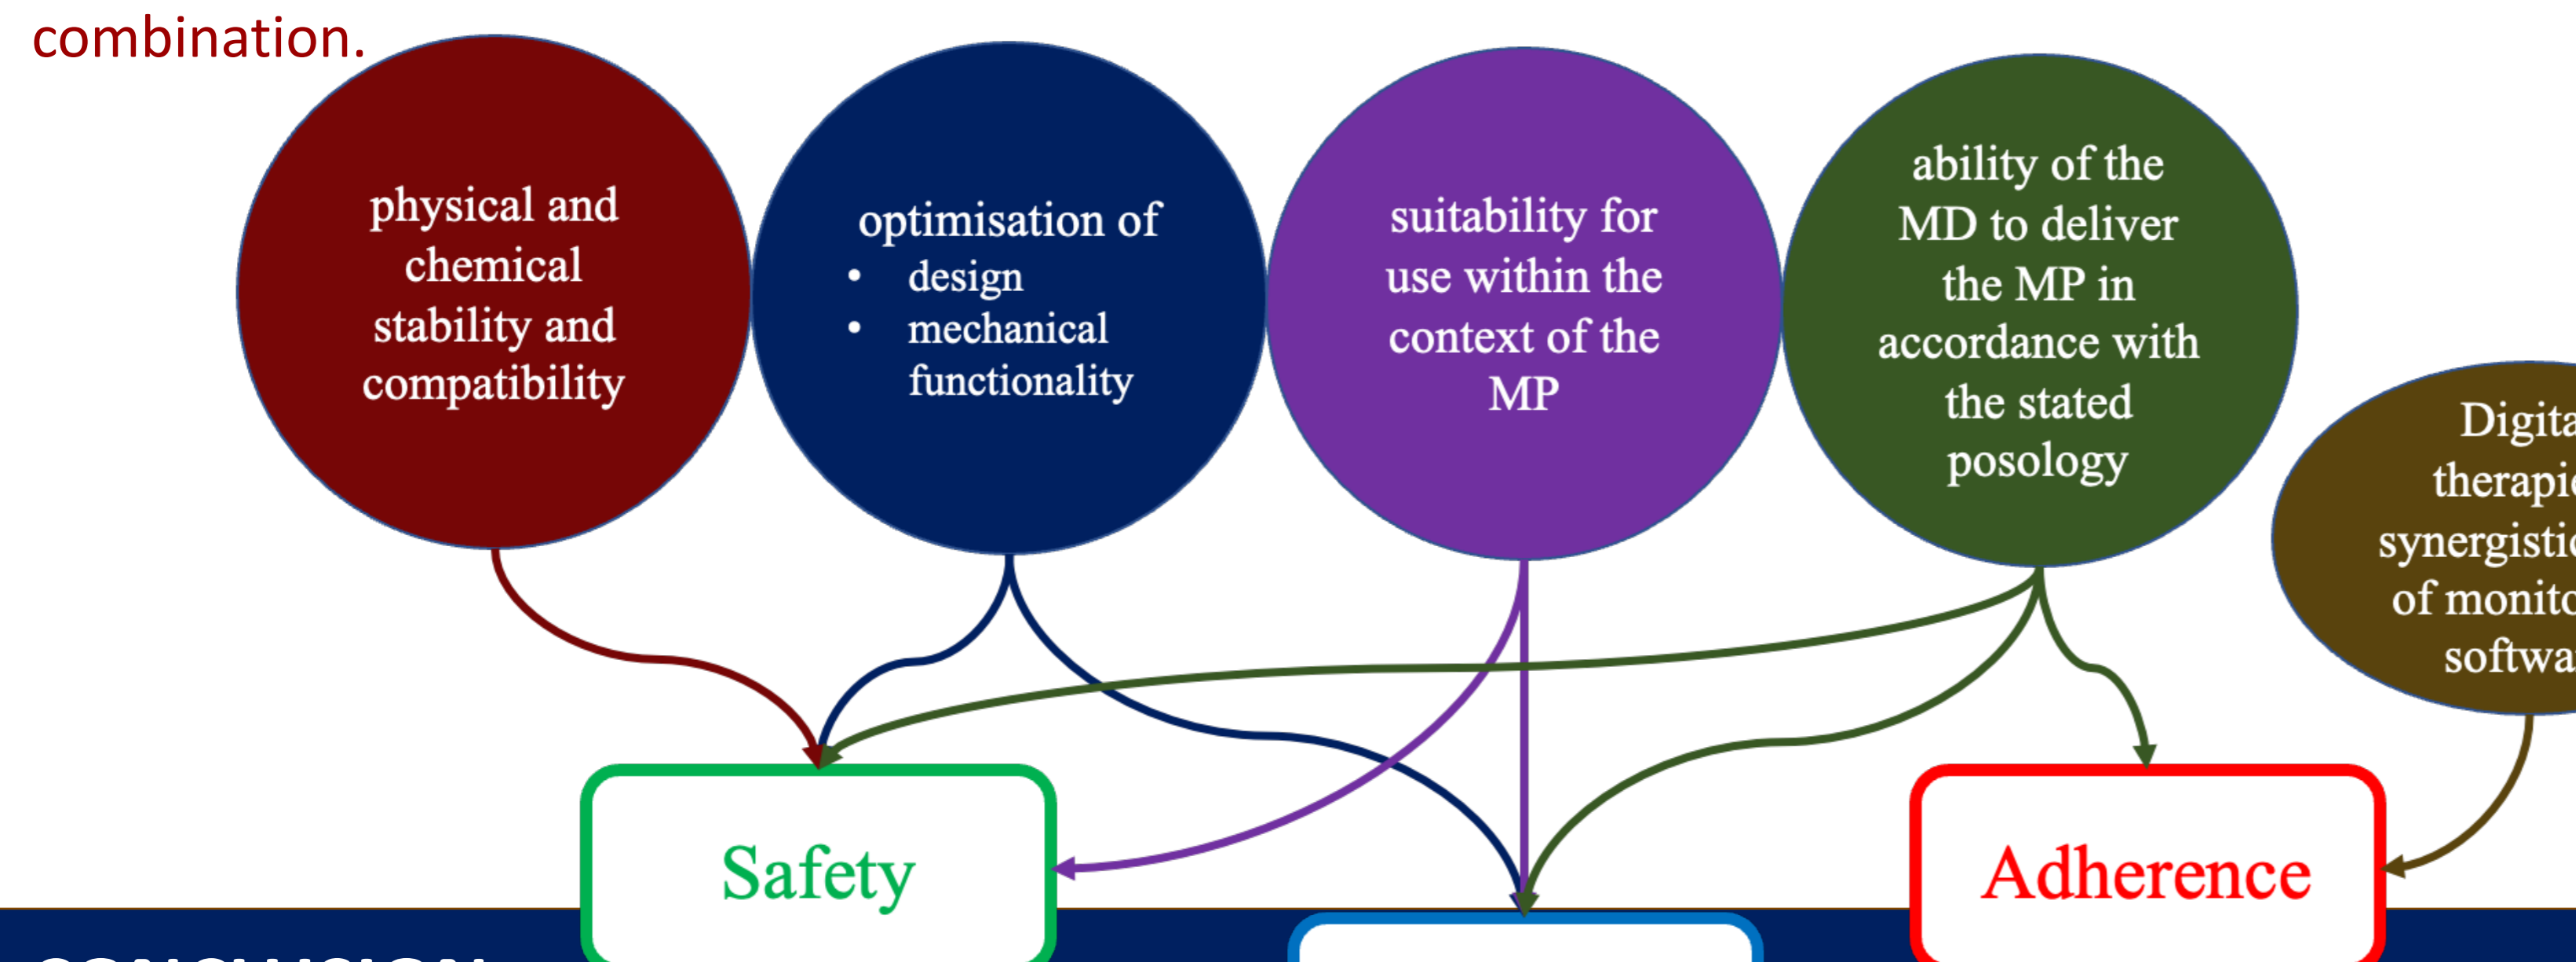 combination.
physical and
chemical
stability and
compatibility
optimisation of
• design
• mechanical
functionality
suitability for
use within the
context of the
MP
ability of the
MD to deliver
the MP in
accordance with
the stated
posology
of
Safety
Adherence